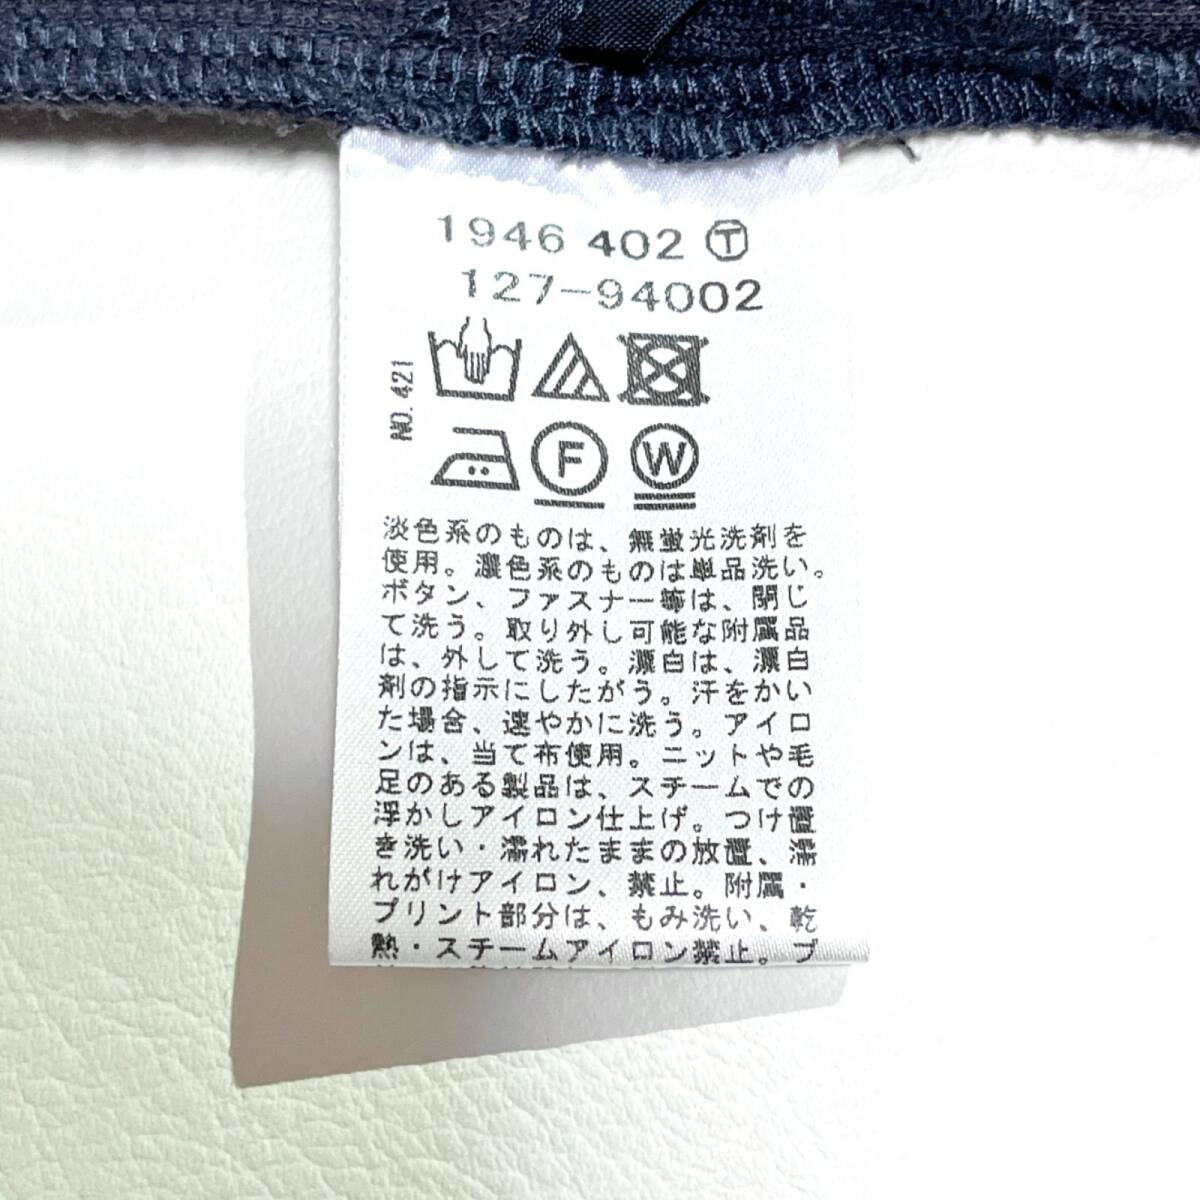 1946 402 Ⓣ
127-94002
NO. 421
F
W
淡色系のものは、無蛍光洗剤を
使用。濃色系のものは単品洗い。
ボタン、ファスナー等は、閉じ
て洗う。取り外し可能な附属品
は、外して洗う。漂白は、漂白
剤の指示にしたがう。汗をかい
た場合、速やかに洗う。アイロ
ンは、当て布使用。ニットや毛
足のある製品は、スチームでの
浮かしアイロン仕上げ。つけ置
き洗い・濡れたままの放置、濡
れがけアイロン、禁止。附属・
プリント部分は、もみ洗い、乾
熱・スチームアイロン禁止。プ